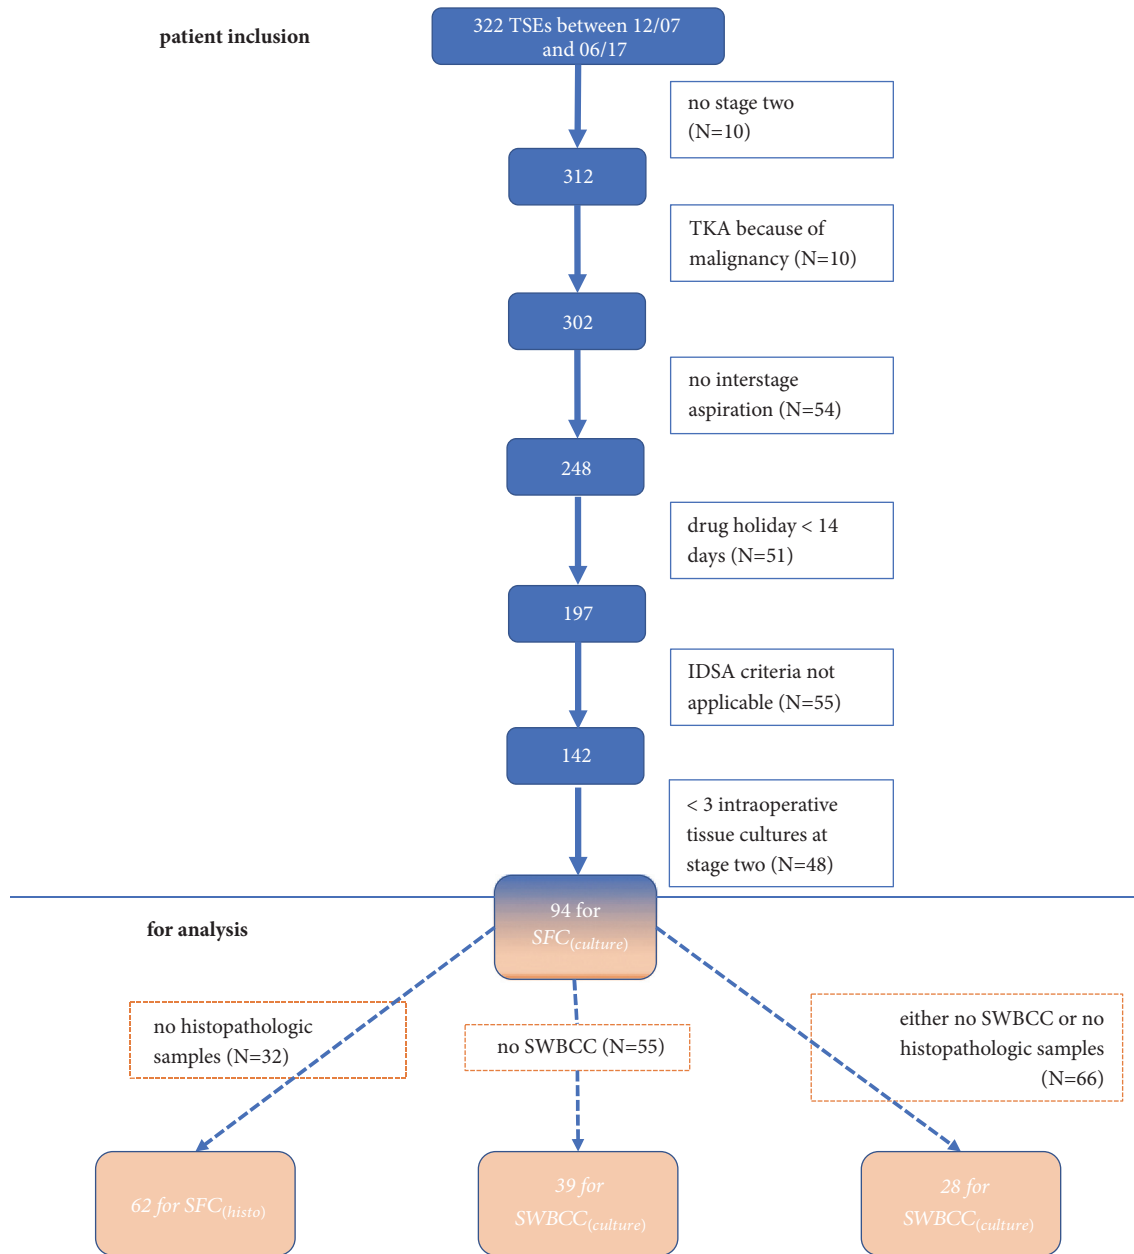 patient inclusion
322 TSEs between 12/07
and 06/17
no stage two
(N=10)
312
TKA because of
malignancy (N=10)
302
no interstage
aspiration (N=54)
248
drug holiday < 14
days (N=51)
197
IDSA criteria not
applicable (N=55)
142
< 3 intraoperative
tissue cultures at
stage two (N=48)
for analysis
94 for
SFC(culture)
no histopathologic
samples (N=32)
no SWBCC (N=55)
either no SWBCC or no
histopathologic samples
(N=66)
62 for SFC(histo)
39 for
SWBCC(culture)
28 for
SWBCC(culture)